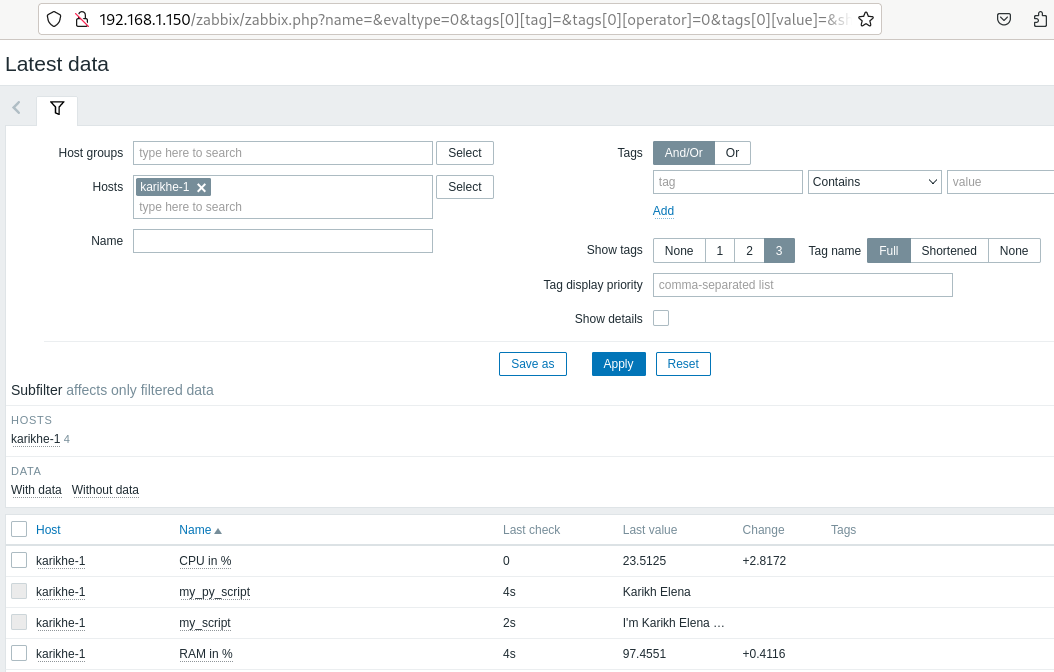 192.168.1.150/zabbix/zabbix.php?name=&evaltype=0&tags[0][tag]=&tags[0][operator]=0&tags[0][value]=&sh
Latest data
Host groups type here to search Select Tags And/Or Or
Hosts karikhe-1 Select tag Contains value
type here to search
Add
Name
Show tags None 1 2 3 Tag name Full Shortened None
Tag display priority comma-separated list
Show details
Save as Apply Reset
Subfilter affects only filtered data
HOSTS
karikhe-1 4
DATA
With data Without data
Host Name Last check Last value Change Tags
karikhe-1 CPU in % 0 23.5125 +2.8172
karikhe-1 my_py_script 4s Karikh Elena
karikhe-1 my_script 2s I'm Karikh Elena …
karikhe-1 RAM in % 4s 97.4551 +0.4116